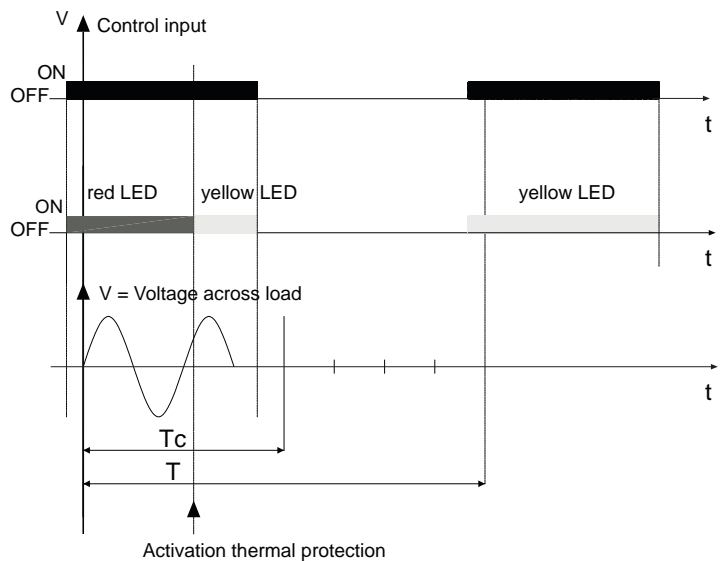 V Control input
ON
OFF
t
red LED yellow LED yellow LED
ON
OFF
t
V = Voltage across load
t
Tc
T
Activation thermal protection